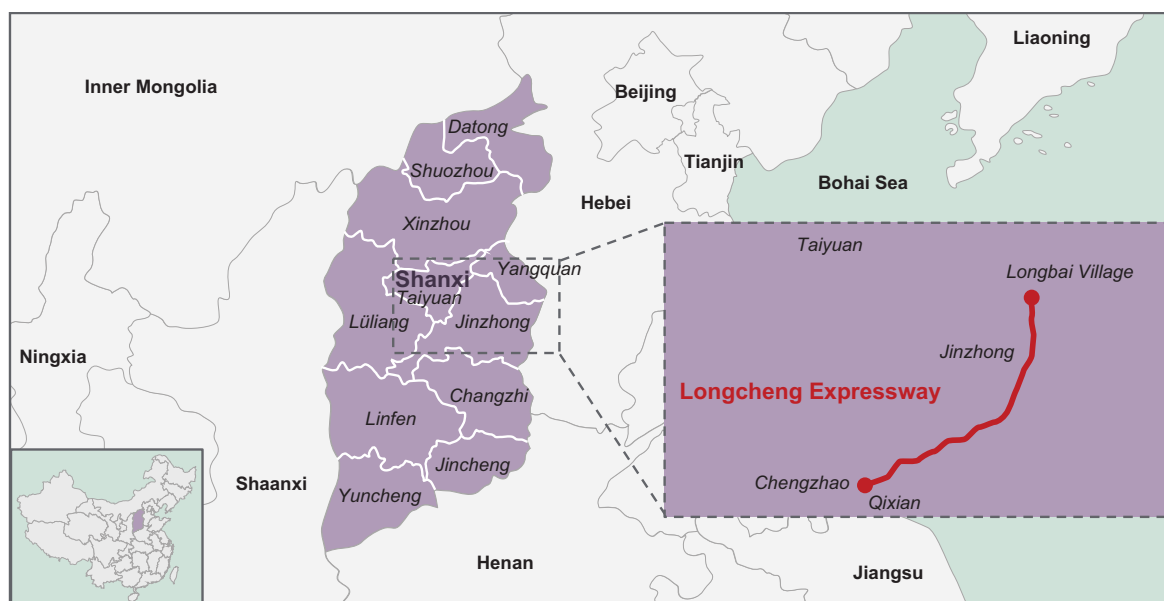 Liaoning
Inner Mongolia
Beijing
Datong
Tianjin
Shuozhou
Bohai Sea
Hebei
Xinzhou
Taiyuan
Yangquan
Shanxi
Longbai Village
Taiyuan
Lüliang
Jinzhong
Jinzhong
Ningxia
Longcheng Expressway
Changzhi
Linfen
Jincheng
Shaanxi
Chengzhao
Yuncheng
Qixian
Henan
Jiangsu